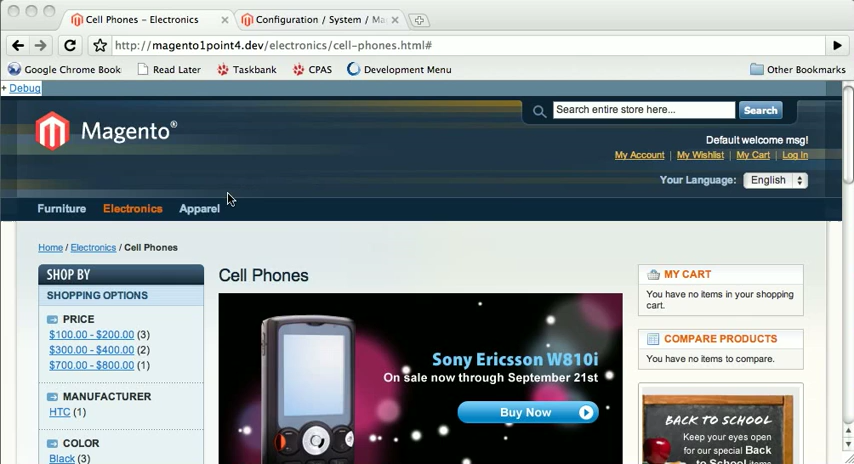 Cell Phones – Electronics
Configuration / System / Ma
http://magento1point4.dev/electronics/cell-phones.html#
Google Chrome Book
Read Later
Taskbank
CPAS
Development Menu
Other Bookmarks
+ Debug
Magento®
Search entire store here...
Search
Default welcome msg!
My Account | My Wishlist | My Cart | Log In
Your Language: English
Furniture Electronics Apparel
Home / Electronics / Cell Phones
SHOP BY
SHOPPING OPTIONS
PRICE
$100.00 - $200.00 (3)
$300.00 - $400.00 (2)
$700.00 - $800.00 (1)
MANUFACTURER
HTC (1)
COLOR
Black (3)
Cell Phones
Sony Ericsson W810i
On sale now through September 21st
Buy Now
MY CART
You have no items in your shopping
cart.
COMPARE PRODUCTS
You have no items to compare.
BACK TO SCHOOL
Keep your eyes open
for our special Back
to School items